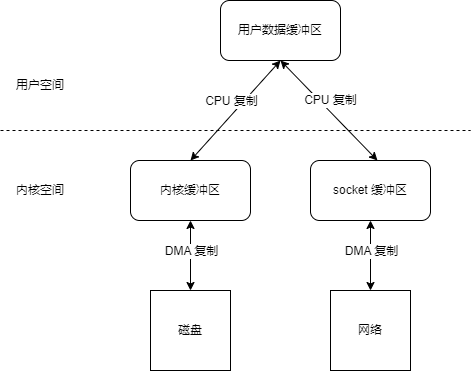 用户数据缓冲区
用户空间
CPU 复制
CPU 复制
内核空间
内核缓冲区
socket 缓冲区
DMA 复制
DMA 复制
磁盘
网络